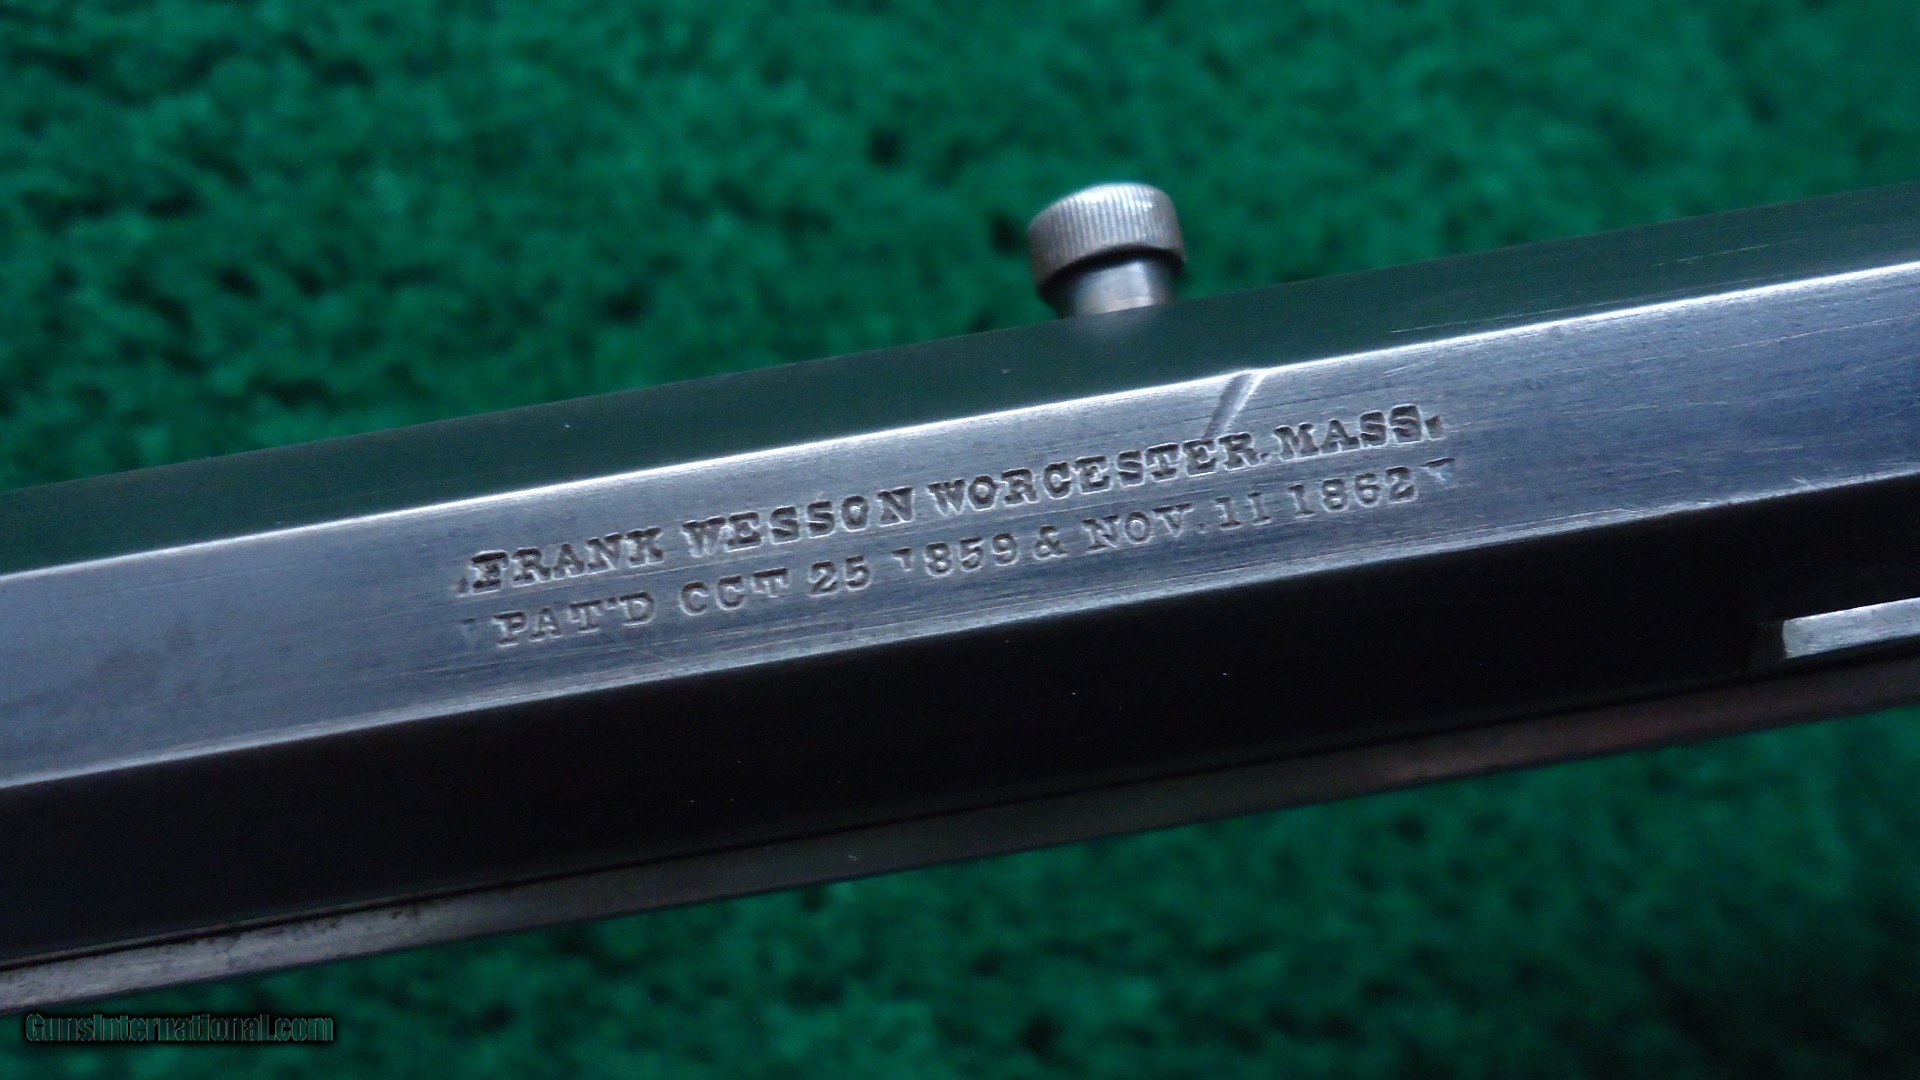 FRANK WESSON WORCESTER. MASS.
PAT'D OCT 25 1859 & NOV. 11 1862
GunsInternational.com